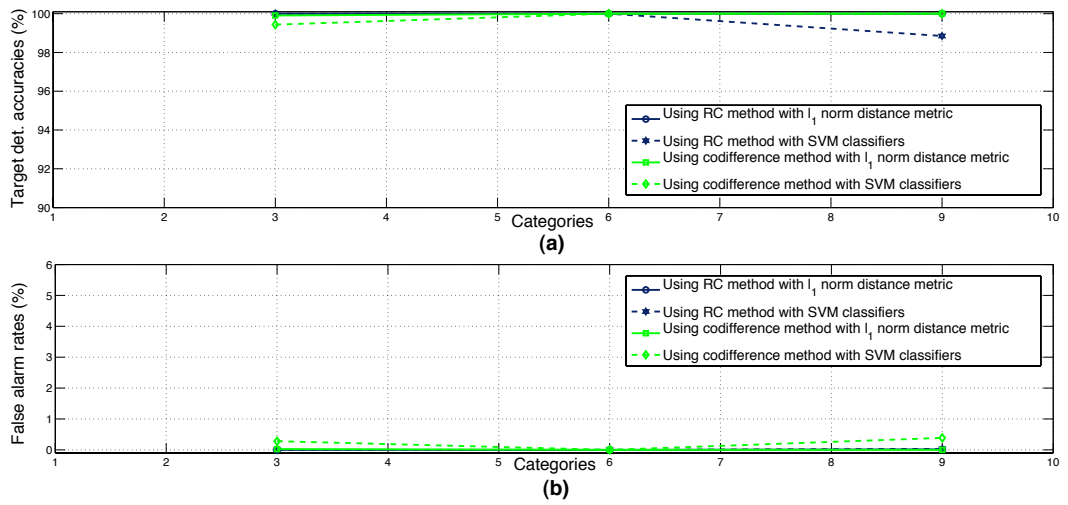 Target det. accuracies (%)
100
98
96
94
92
90
Using RC method with l1 norm distance metric
Using RC method with SVM classifiers
Using codifference method with l1 norm distance metric
Using codifference method with SVM classifiers
1 2 3 4 5 6 7 8 9 10
Categories
(a)
False alarm rates (%)
6
5
4
3
2
1
0
Using RC method with l1 norm distance metric
Using RC method with SVM classifiers
Using codifference method with l1 norm distance metric
Using codifference method with SVM classifiers
1 2 3 4 5 6 7 8 9 10
Categories
(b)